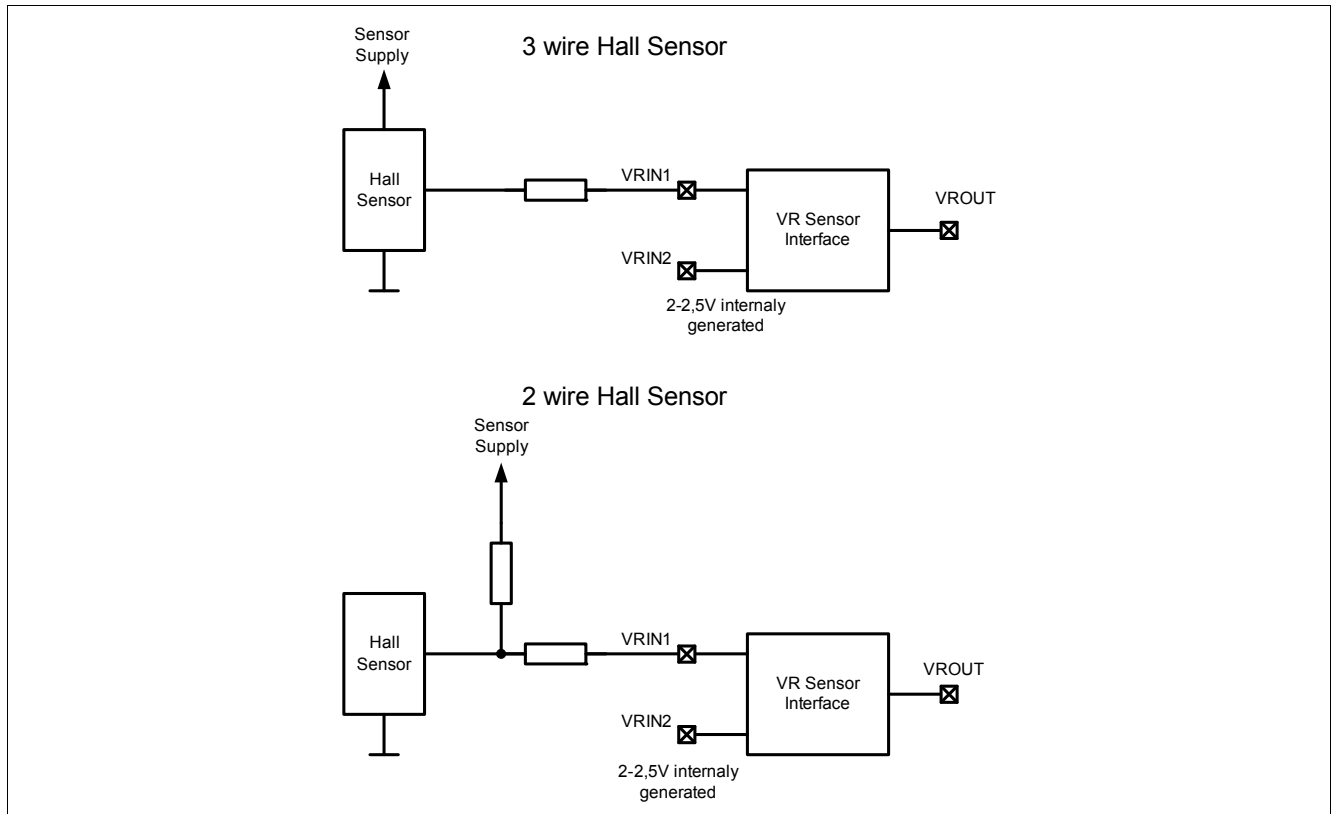 3 wire Hall Sensor
Sensor
Supply
Hall
Sensor
VRIN1
VRIN2
2-2,5V internaly
generated
VR Sensor
Interface
VROUT
2 wire Hall Sensor
Sensor
Supply
Hall
Sensor
VRIN1
VRIN2
2-2,5V internaly
generated
VR Sensor
Interface
VROUT